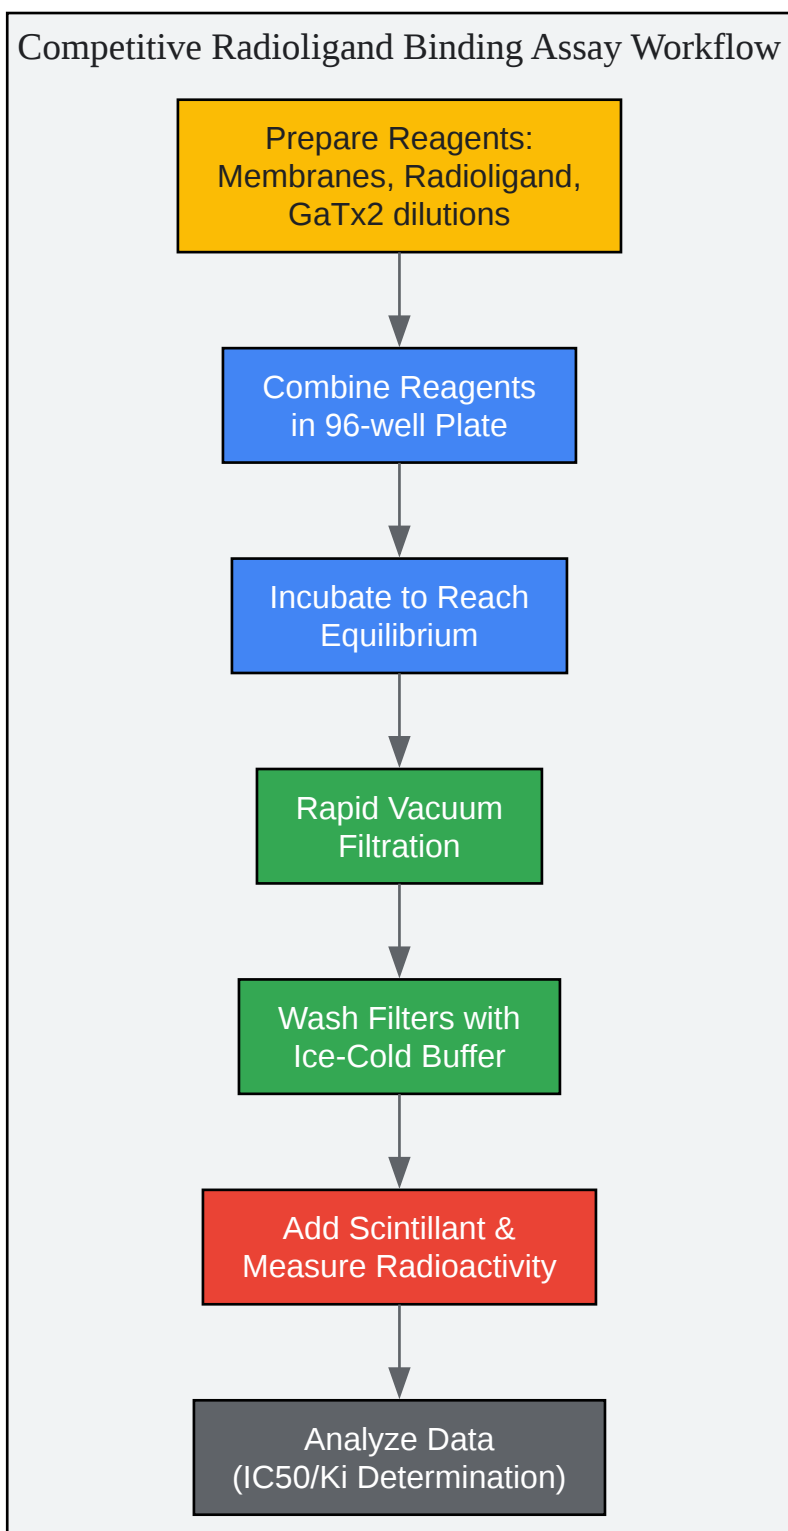 Competitive Radioligand Binding Assay Workflow
Prepare Reagents:
Membranes, Radioligand,
GaTx2 dilutions
Combine Reagents
in 96-well Plate
Incubate to Reach
Equilibrium
Rapid Vacuum
Filtration
Wash Filters with
Ice-Cold Buffer
Add Scintillant &
Measure Radioactivity
Analyze Data
(IC50/Ki Determination)